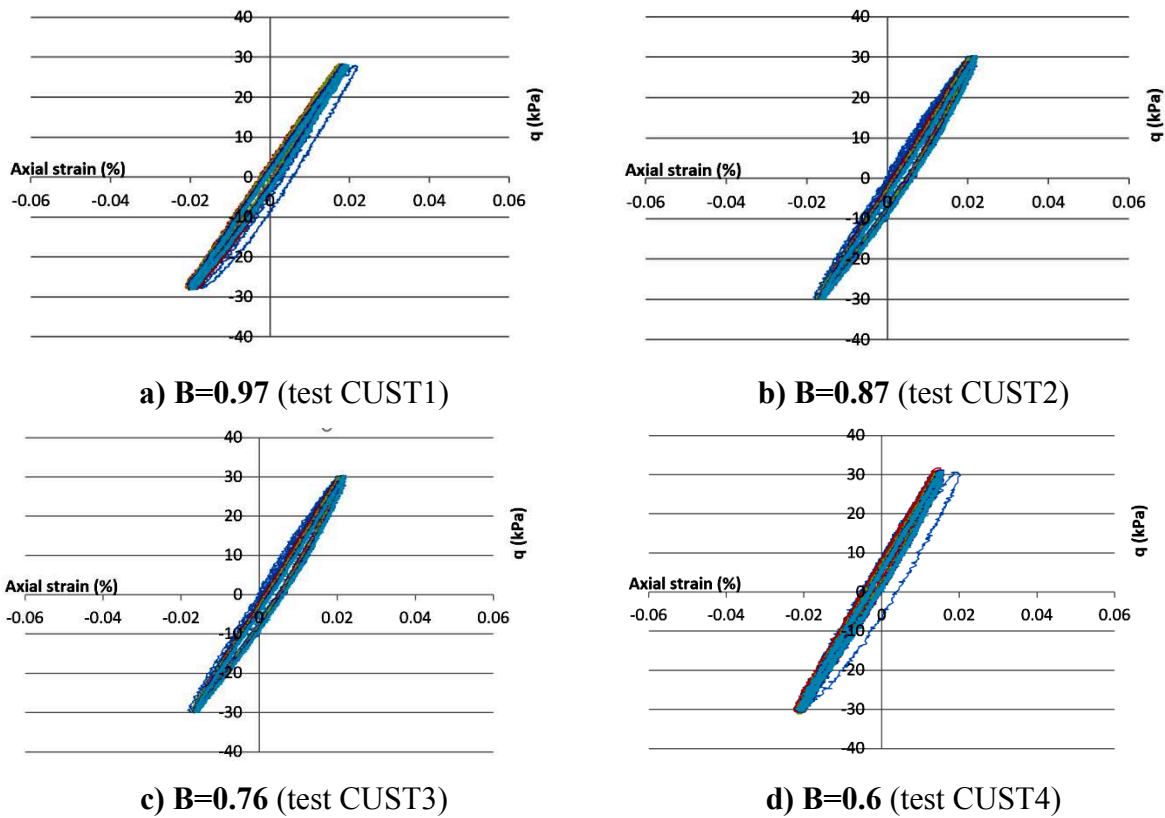 40
40
30
30
20
20
q (kPa)
q (kPa)
10
10
Axial strain (%)
0
Axial strain (%)
0
-0.06 -0.04 -0.02 0 0.02 0.04 0.06
-0.06 -0.04 -0.02 0 0.02 0.04 0.06
-10
-10
-20
-20
-30
-30
-40
-40
a) B=0.97 (test CUST1)
b) B=0.87 (test CUST2)
40
40
30
30
20
20
q (kPa)
q (kPa)
10
10
Axial strain (%)
0
Axial strain (%)
0
-0.06 -0.04 -0.02 0 0.02 0.04 0.06
-0.06 -0.04 -0.02 0 0.02 0.04 0.06
-10
-10
-20
-20
-30
-30
-40
-40
c) B=0.76 (test CUST3)
d) B=0.6 (test CUST4)